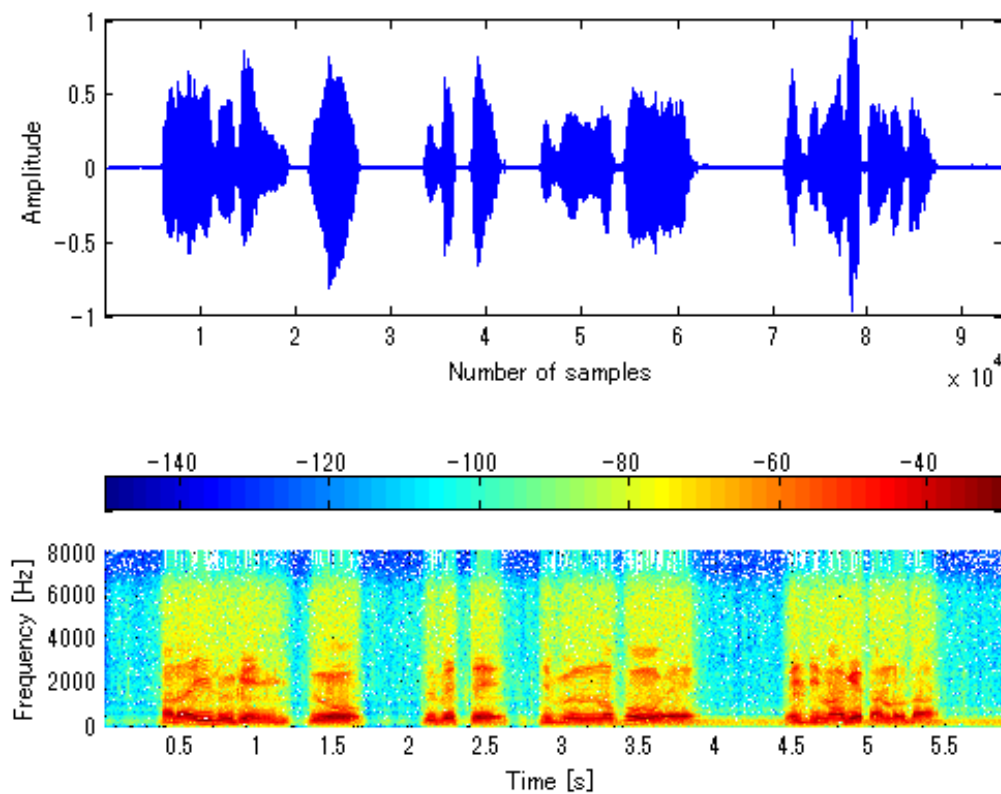 1
0.5
0
−0.5
−1
Amplitude
1 2 3 4 5 6 7 8 9
Number of samples
x 10⁴
−140 −120 −100 −80 −60 −40
8000
6000
4000
2000
0
Frequency [Hz]
0.5 1 1.5 2 2.5 3 3.5 4 4.5 5 5.5
Time [s]